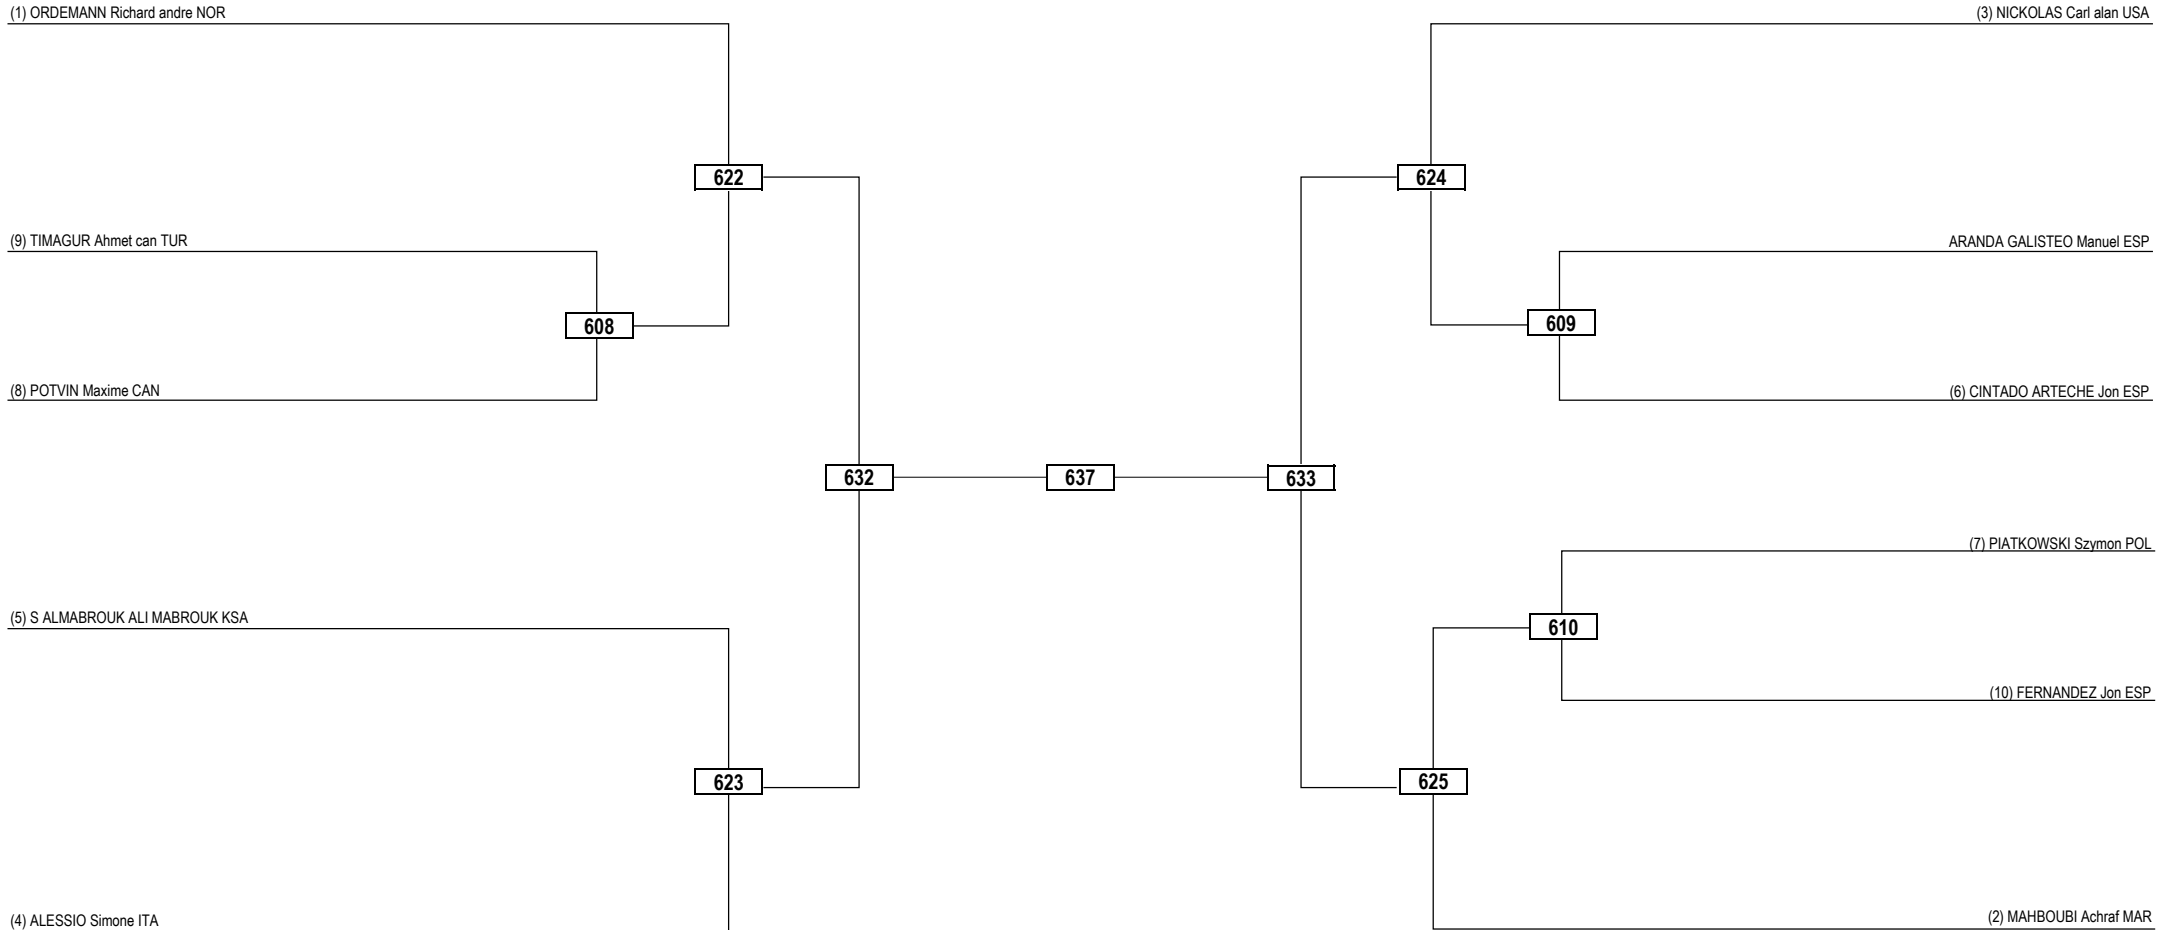 (1) ORDEMANN Richard andre NOR
(3) NICKOLAS Carl alan USA
622
624
(9) TIMAGUR Ahmet can TUR
ARANDA GALISTEO Manuel ESP
608
609
(8) POTVIN Maxime CAN
(6) CINTADO ARTECHE Jon ESP
632
637
633
(7) PIATKOWSKI Szymon POL
(5) S ALMABROUK ALI MABROUK KSA
610
(10) FERNANDEZ Jon ESP
623
625
(4) ALESSIO Simone ITA
(2) MAHBOUBI Achraf MAR